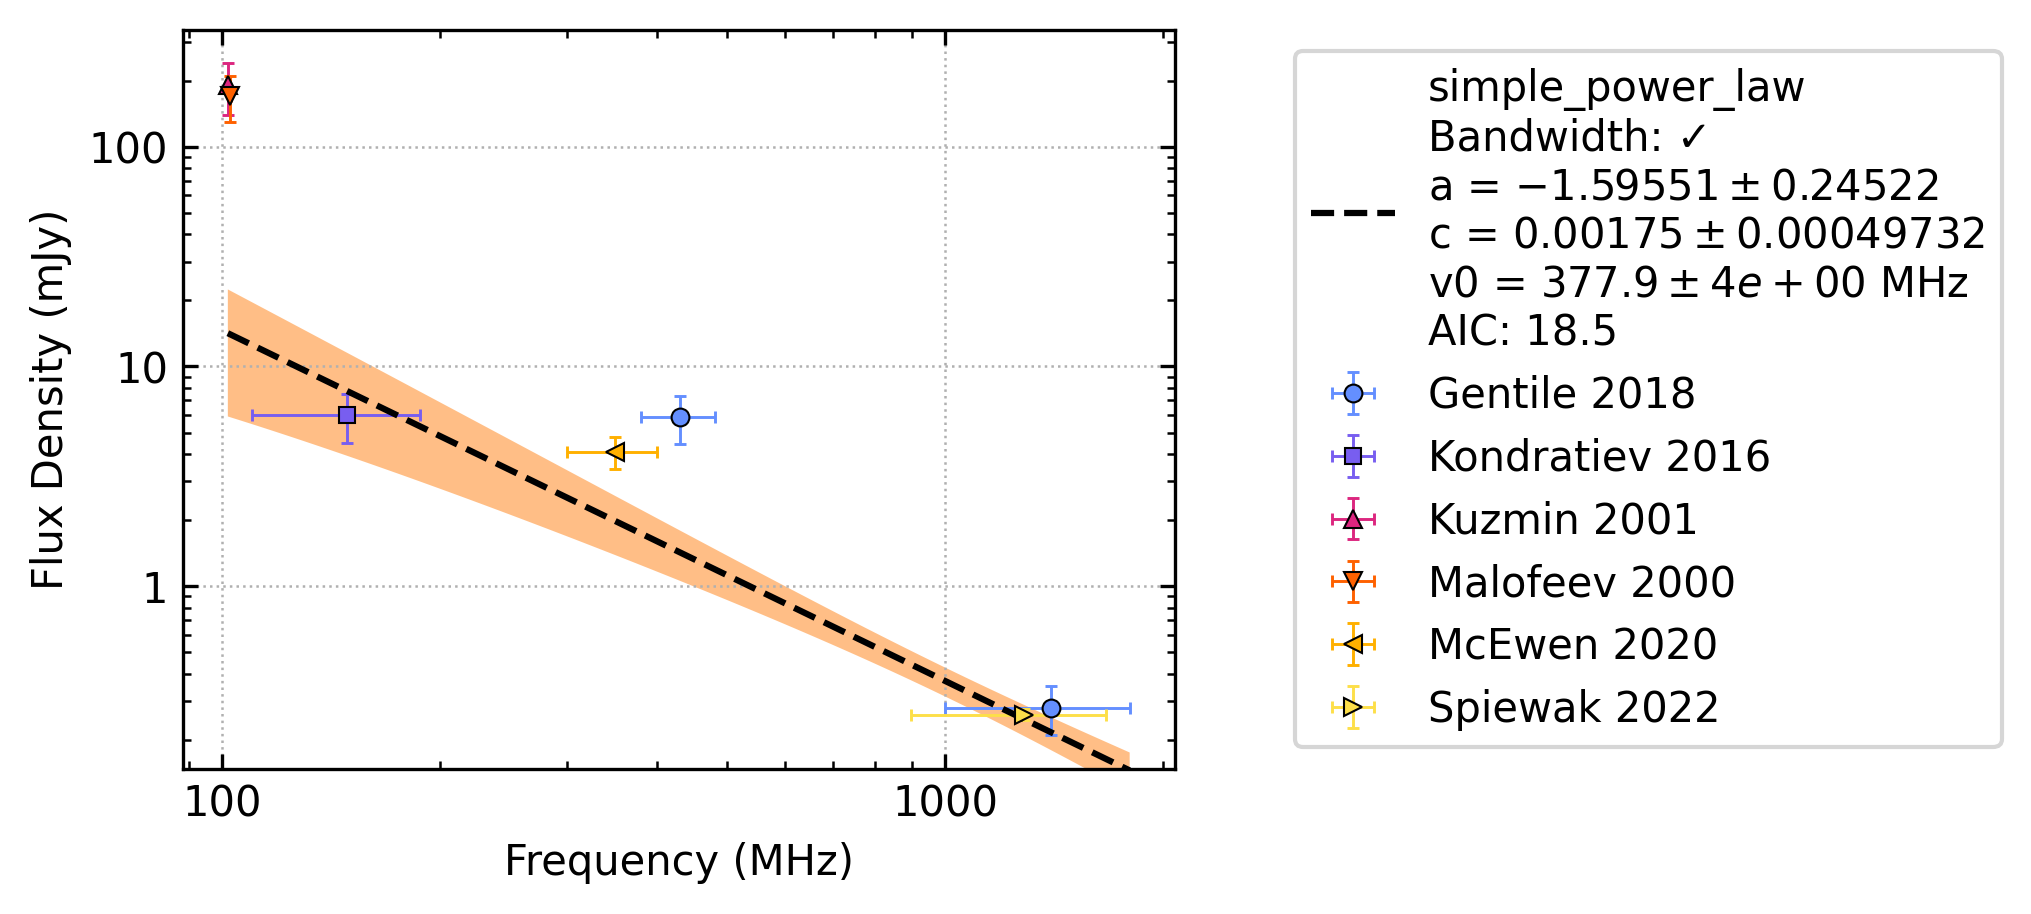 100
10
1
100
1000
Flux Density (mJy)
Frequency (MHz)
simple_power_law
Bandwidth: ✓
a = −1.59551 ± 0.24522
c = 0.00175 ± 0.00049732
v0 = 377.9 ± 4e + 00 MHz
AIC: 18.5
Gentile 2018
Kondratiev 2016
Kuzmin 2001
Malofeev 2000
McEwen 2020
Spiewak 2022